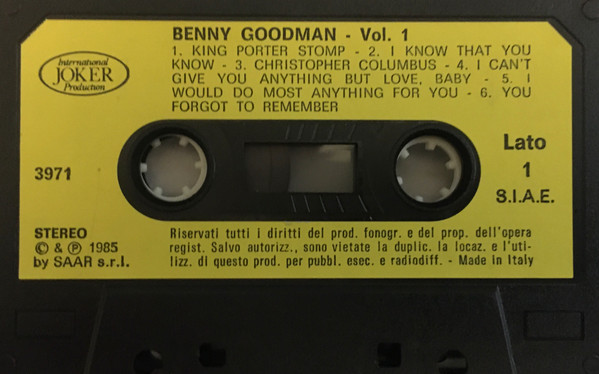 BENNY GOODMAN - Vol. 1
1. KING PORTER STOMP - 2. I KNOW THAT YOU
KNOW - 3. CHRISTOPHER COLUMBUS - 4. I CAN'T
GIVE YOU ANYTHING BUT LOVE, BABY - 5. I
WOULD DO MOST ANYTHING FOR YOU - 6. YOU
FORGOT TO REMEMBER
International
JOKER
Production
3971
Lato
1
S.I.A.E.
STEREO
© & ℗ 1985
by SAAR s.r.l.
Riservati tutti i diritti del prod. fonogr. e del prop. dell'opera
regist. Salvo autorizz., sono vietate la duplic. la locaz. e l'uti-
lizz. di questo prod. per pubbl. esec. e radiodiff. - Made in Italy